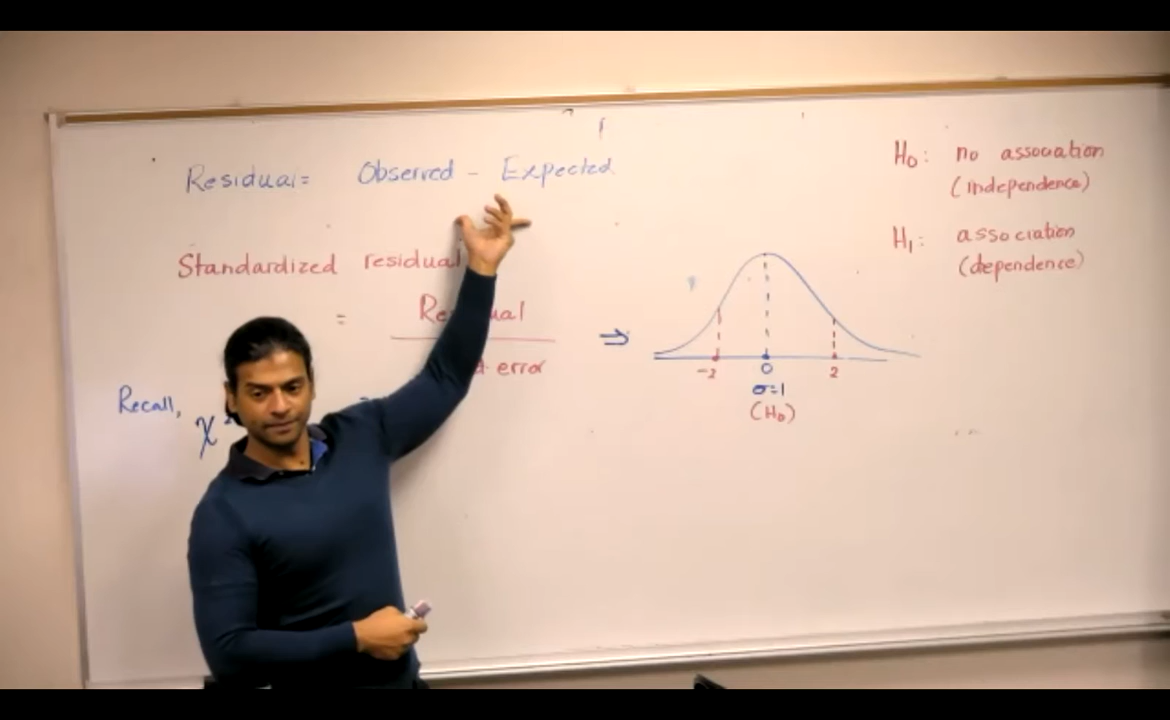 Residual= Observed - Expected
Standardized residual
=
error
Recall, χ²
⇒
-2 0 2
σ=1
(H₀)
H₀: no association
(independence)
H₁: association
(dependence)